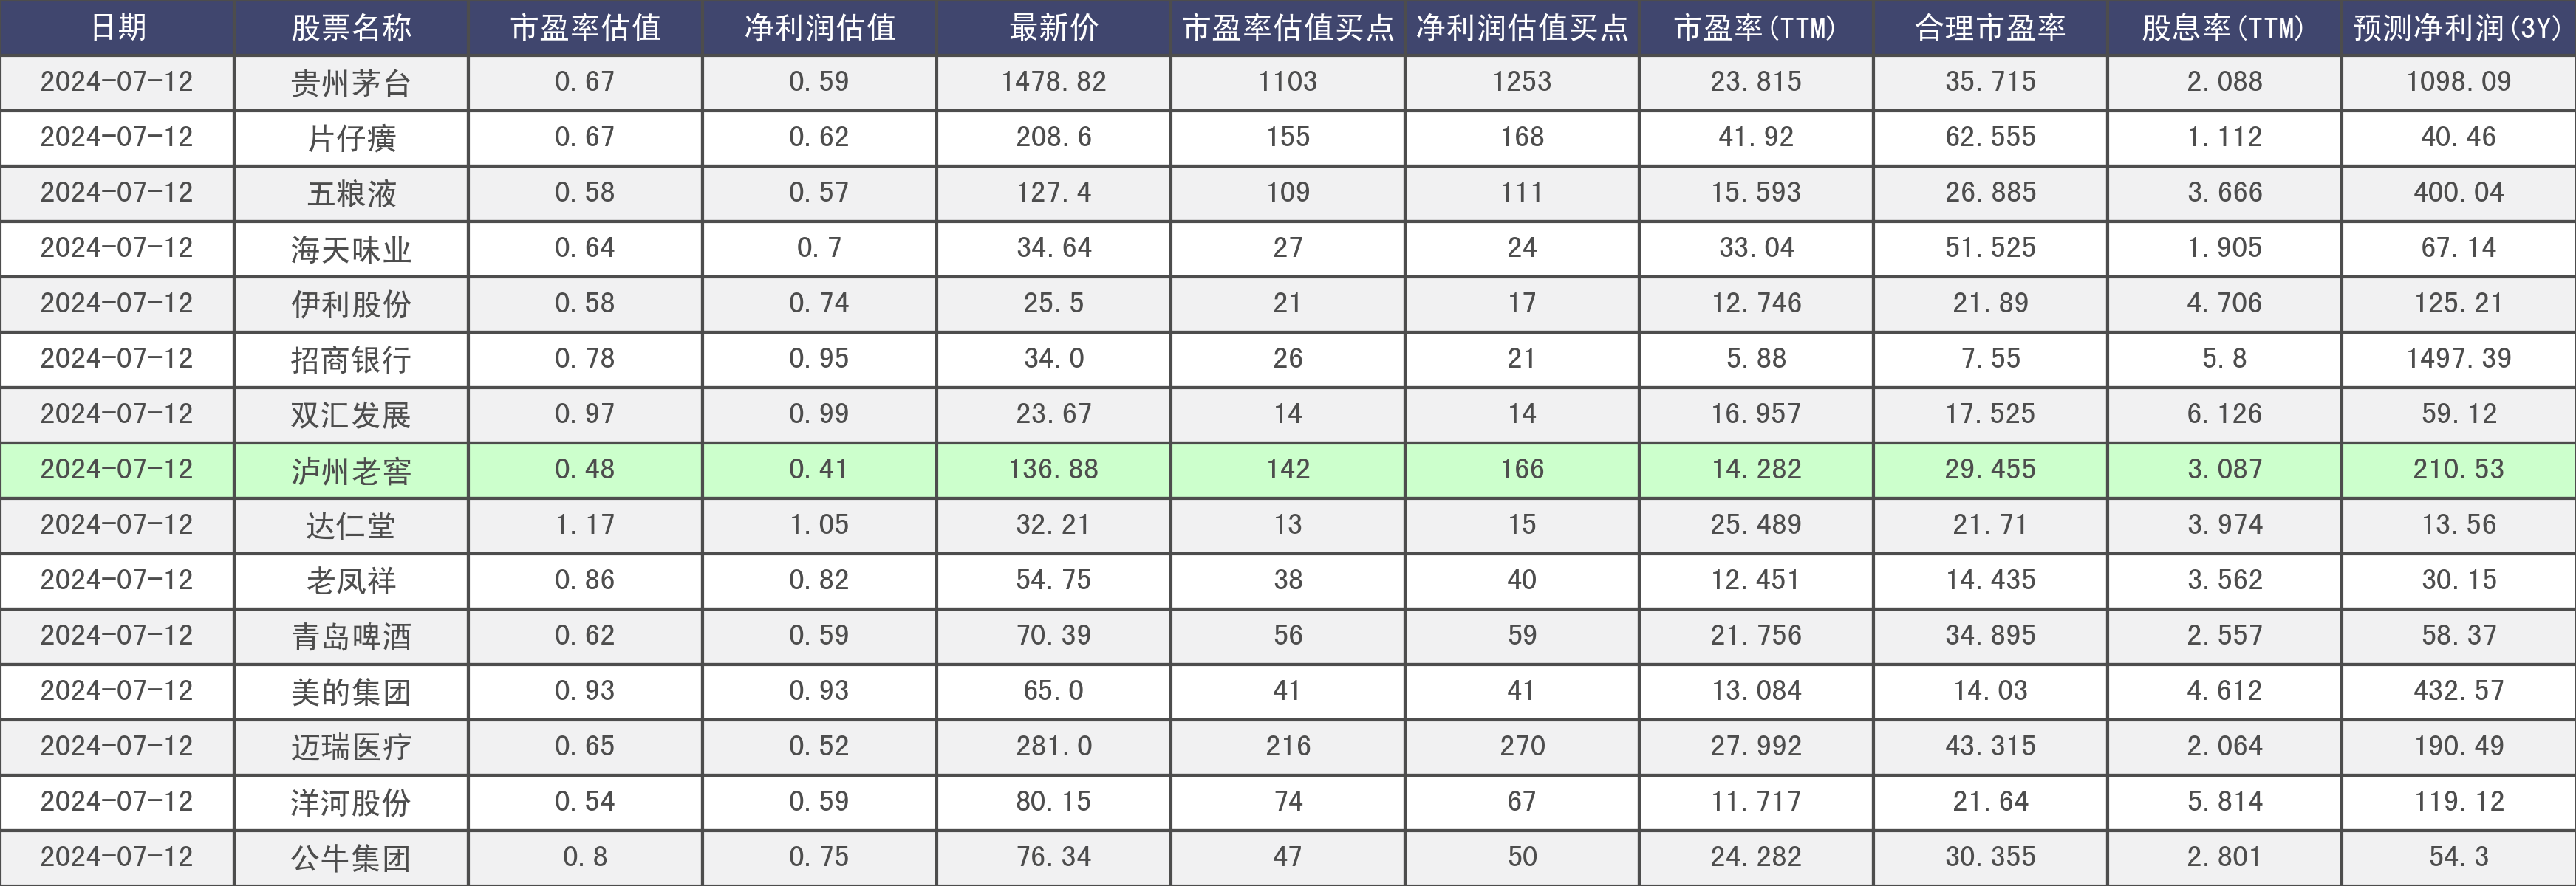 日期 股票名称 市盈率估值 净利润估值 最新价 市盈率估值买点 净利润估值买点 市盈率(TTM) 合理市盈率 股息率(TTM) 预测净利润(3Y)
2024-07-12 贵州茅台 0.67 0.59 1478.82 1103 1253 23.815 35.715 2.088 1098.09
2024-07-12 片仔癀 0.67 0.62 208.6 155 168 41.92 62.555 1.112 40.46
2024-07-12 五粮液 0.58 0.57 127.4 109 111 15.593 26.885 3.666 400.04
2024-07-12 海天味业 0.64 0.7 34.64 27 24 33.04 51.525 1.905 67.14
2024-07-12 伊利股份 0.58 0.74 25.5 21 17 12.746 21.89 4.706 125.21
2024-07-12 招商银行 0.78 0.95 34.0 26 21 5.88 7.55 5.8 1497.39
2024-07-12 双汇发展 0.97 0.99 23.67 14 14 16.957 17.525 6.126 59.12
2024-07-12 泸州老窖 0.48 0.41 136.88 142 166 14.282 29.455 3.087 210.53
2024-07-12 达仁堂 1.17 1.05 32.21 13 15 25.489 21.71 3.974 13.56
2024-07-12 老凤祥 0.86 0.82 54.75 38 40 12.451 14.435 3.562 30.15
2024-07-12 青岛啤酒 0.62 0.59 70.39 56 59 21.756 34.895 2.557 58.37
2024-07-12 美的集团 0.93 0.93 65.0 41 41 13.084 14.03 4.612 432.57
2024-07-12 迈瑞医疗 0.65 0.52 281.0 216 270 27.992 43.315 2.064 190.49
2024-07-12 洋河股份 0.54 0.59 80.15 74 67 11.717 21.64 5.814 119.12
2024-07-12 公牛集团 0.8 0.75 76.34 47 50 24.282 30.355 2.801 54.3